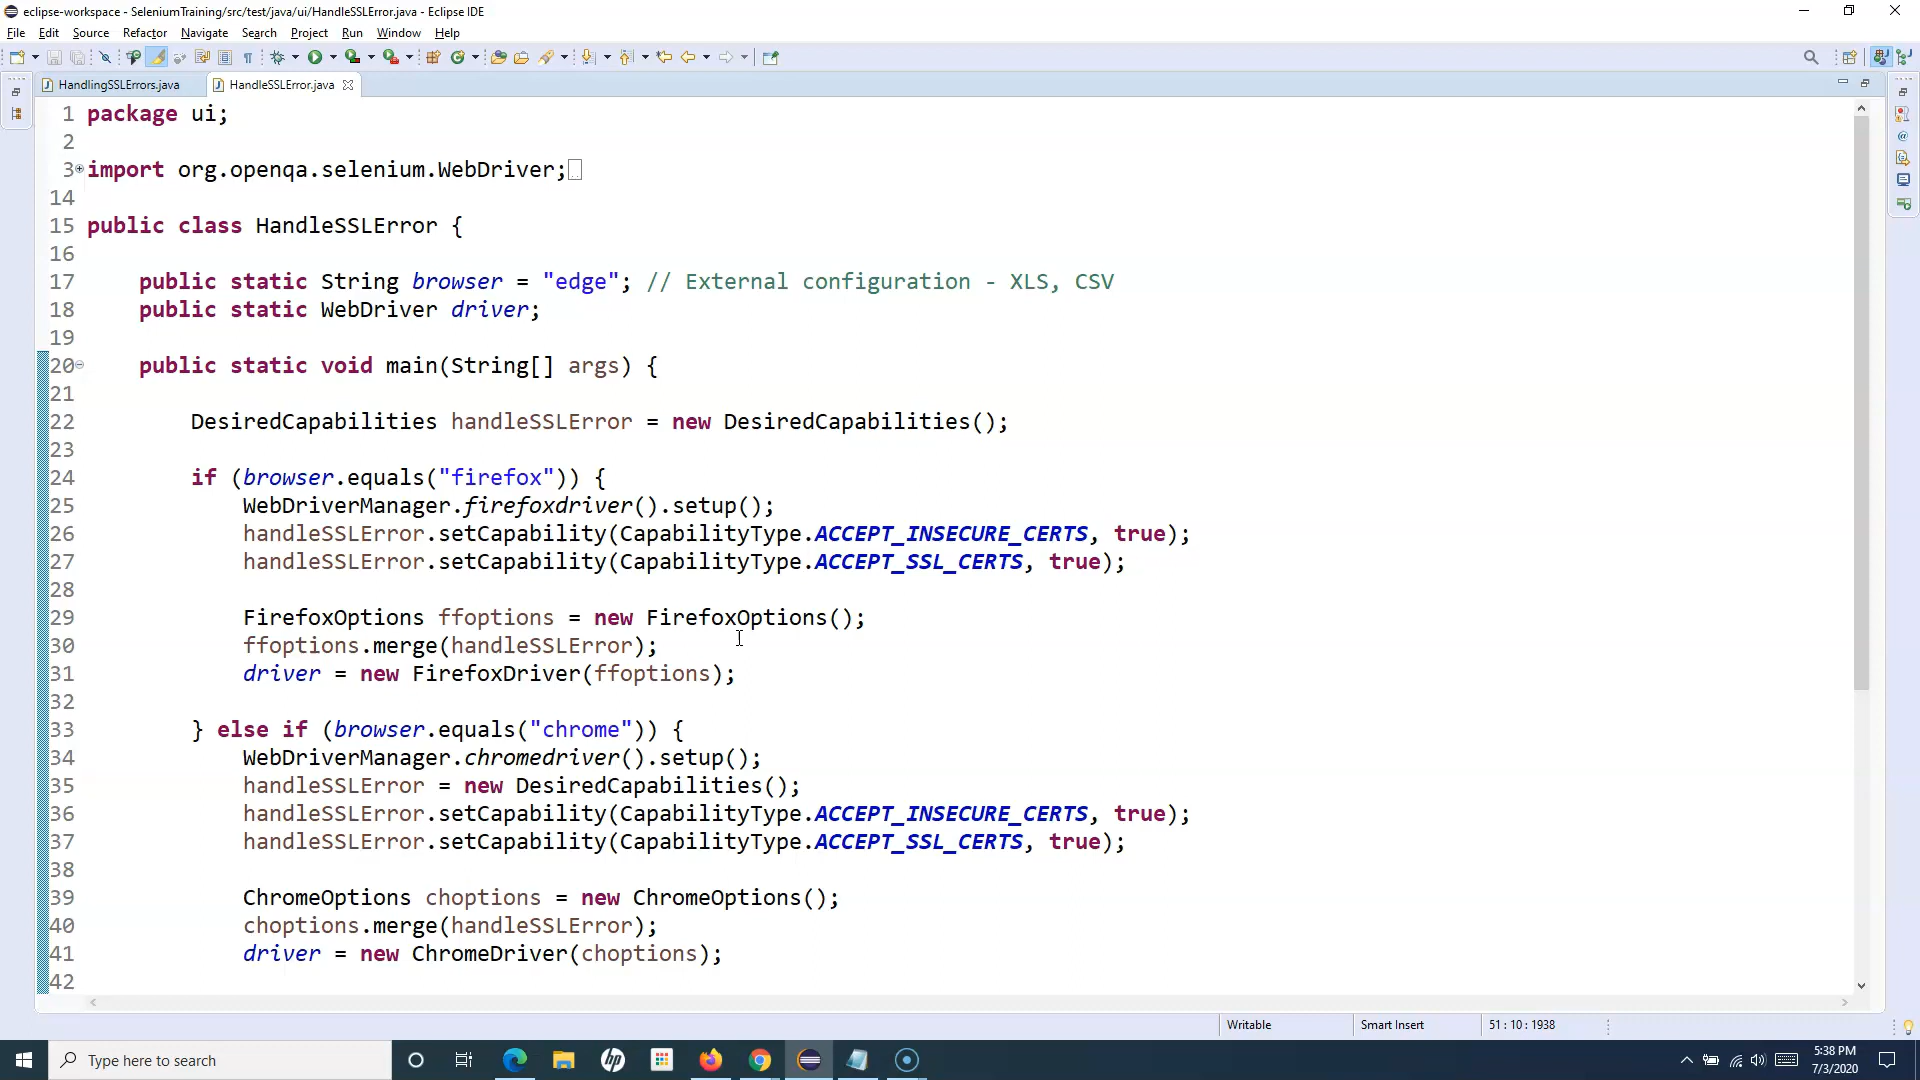 eclipse-workspace - SeleniumTraining/src/test/java/ui/HandleSSLError.java - Eclipse IDE
File Edit Source Refactor Navigate Search Project Run Window Help
HandlingSSLErrors.java HandleSSLError.java
1 package ui;
2
3 import org.openqa.selenium.WebDriver;
14
15 public class HandleSSLError {
16
17 public static String browser = "edge"; // External configuration - XLS, CSV
18 public static WebDriver driver;
19
20 public static void main(String[] args) {
21
22 DesiredCapabilities handleSSLError = new DesiredCapabilities();
23
24 if (browser.equals("firefox")) {
25 WebDriverManager.firefoxdriver().setup();
26 handleSSLError.setCapability(CapabilityType.ACCEPT_INSECURE_CERTS, true);
27 handleSSLError.setCapability(CapabilityType.ACCEPT_SSL_CERTS, true);
28
29 FirefoxOptions ffoptions = new FirefoxOptions();
30 ffoptions.merge(handleSSLError);
31 driver = new FirefoxDriver(ffoptions);
32
33 } else if (browser.equals("chrome")) {
34 WebDriverManager.chromedriver().setup();
35 handleSSLError = new DesiredCapabilities();
36 handleSSLError.setCapability(CapabilityType.ACCEPT_INSECURE_CERTS, true);
37 handleSSLError.setCapability(CapabilityType.ACCEPT_SSL_CERTS, true);
38
39 ChromeOptions choptions = new ChromeOptions();
40 choptions.merge(handleSSLError);
41 driver = new ChromeDriver(choptions);
42
Writable Smart Insert 51 : 10 : 1938
Type here to search
hp
5:38 PM
7/3/2020